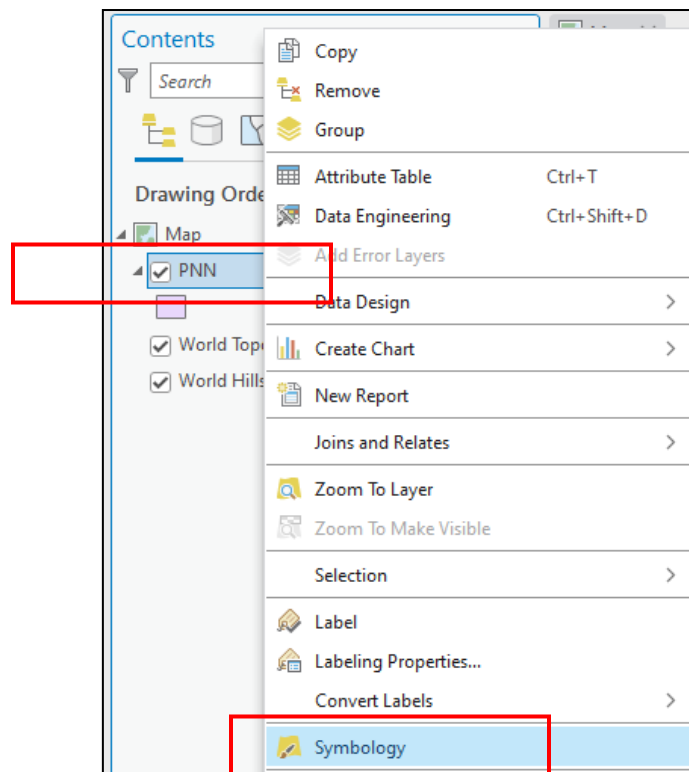 Contents
Search
Drawing Orde
Map
PNN
World Topo
World Hills
Copy
Remove
Group
Attribute Table Ctrl+T
Data Engineering Ctrl+Shift+D
Add Error Layers
Data Design
Create Chart
New Report
Joins and Relates
Zoom To Layer
Zoom To Make Visible
Selection
Label
Labeling Properties...
Convert Labels
Symbology